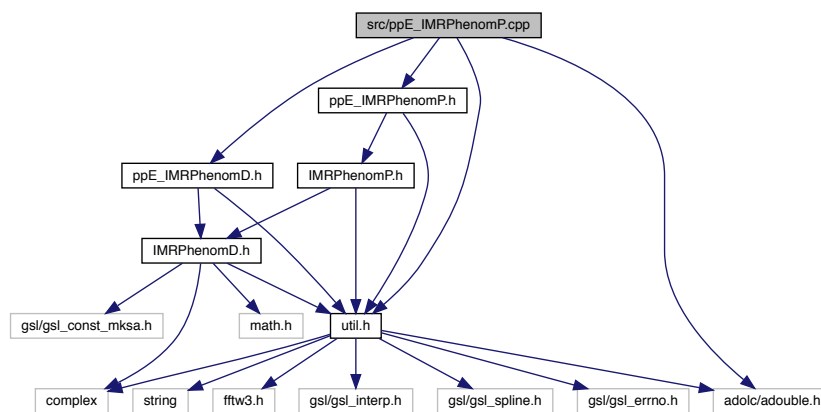 src/ppE_IMRPhenomP.cpp
ppE_IMRPhenomP.h
ppE_IMRPhenomD.h
IMRPhenomP.h
IMRPhenomD.h
gsl/gsl_const_mksa.h
math.h
util.h
complex
string
fftw3.h
gsl/gsl_interp.h
gsl/gsl_spline.h
gsl/gsl_errno.h
adolc/adouble.h